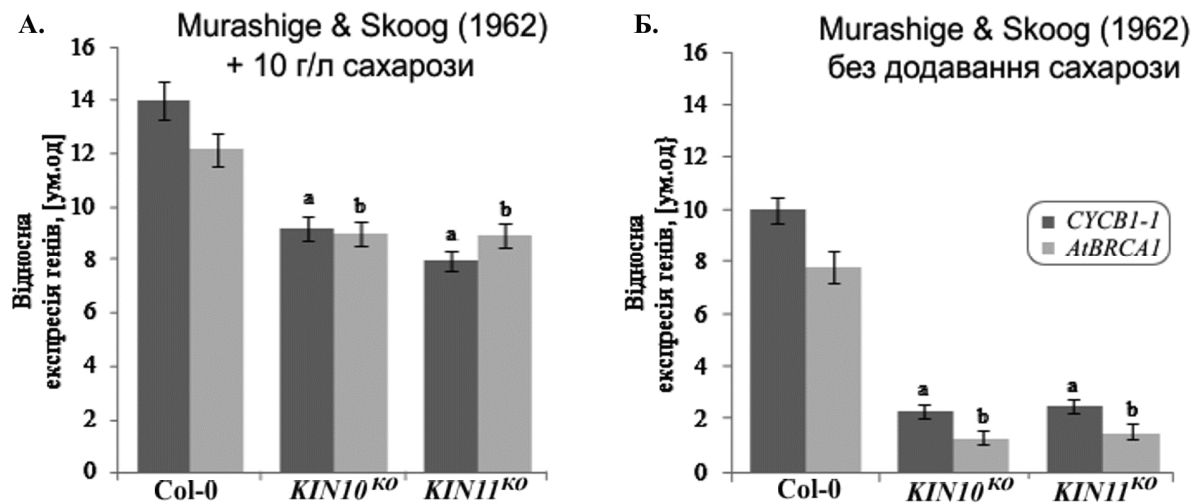 А.
Murashige & Skoog (1962)
+ 10 г/л сахарози
Відносна
експресія генів, [ум.од]
16
14
12
10
8
6
4
2
0
a
b
a
b
Col-0
KIN10 KO
KIN11 KO
Б.
Murashige & Skoog (1962)
без додавання сахарози
Відносна
експресія генів, [ум.од}
16
14
12
10
8
6
4
2
0
a
b
a
b
CYCB1-1
AtBRCA1
Col-0
KIN10 KO
KIN11 KO